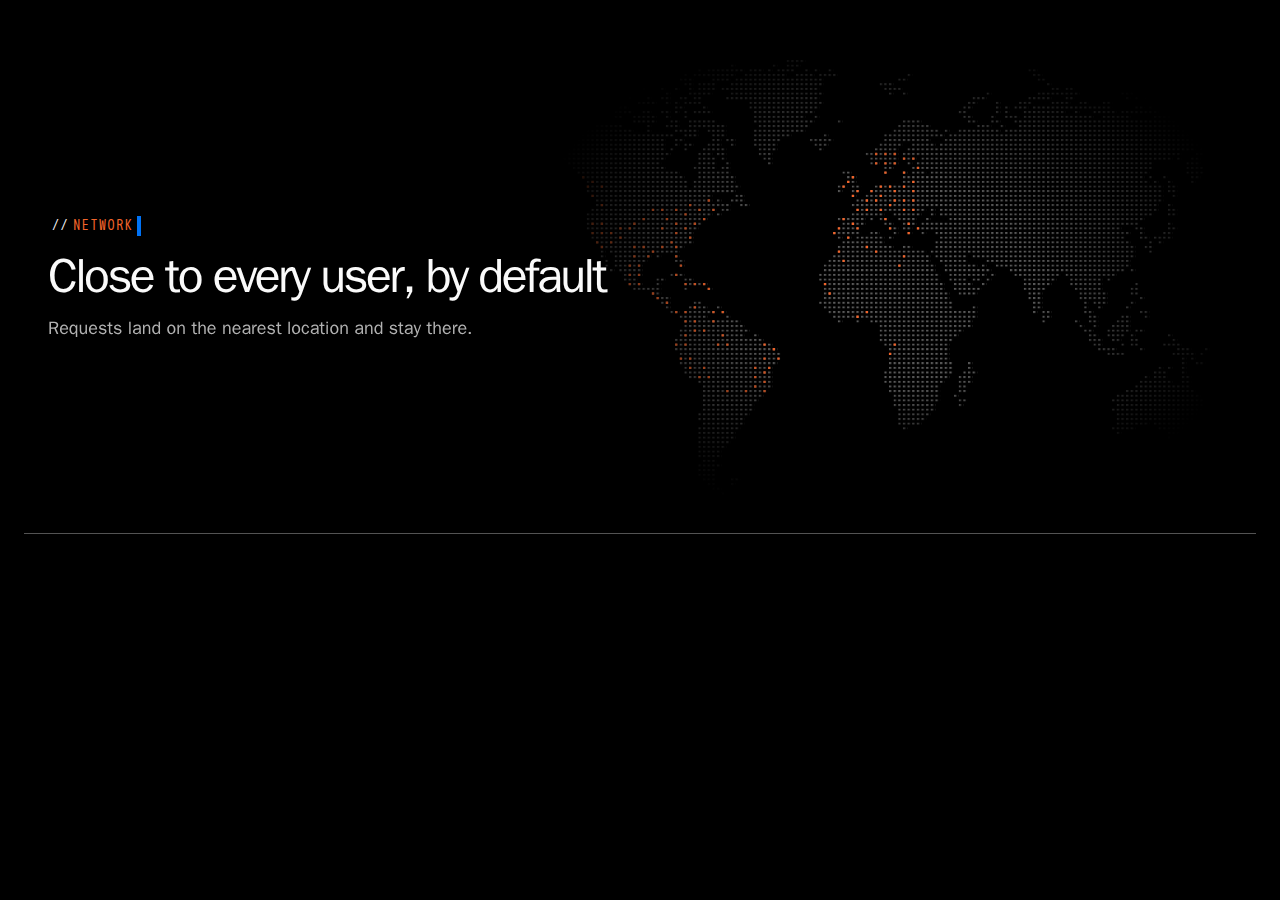 // NETWORK
Close to every user, by default
Requests land on the nearest location and stay there.